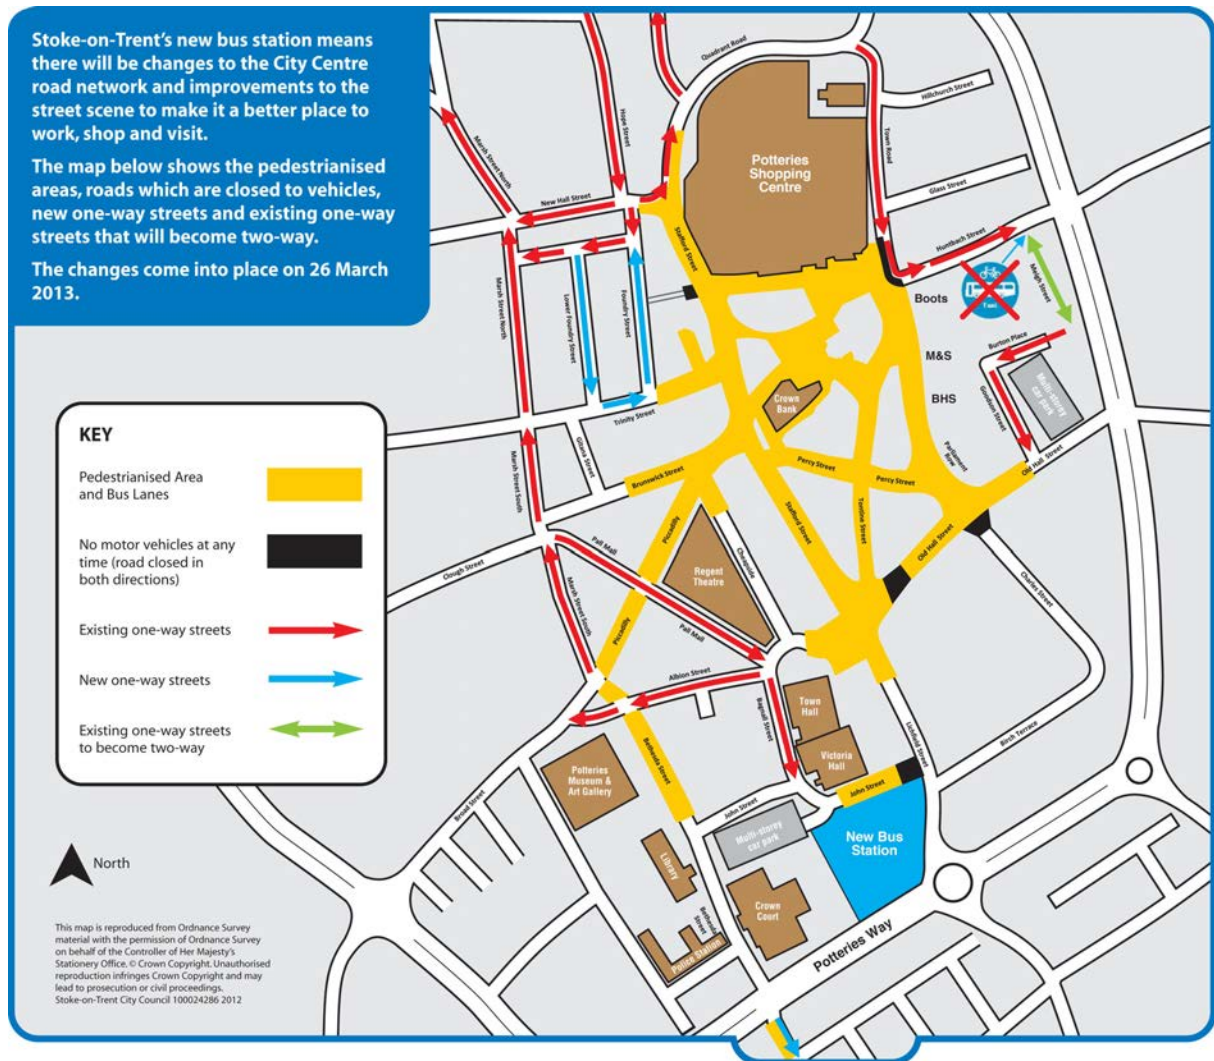 Stoke-on-Trent's new bus station means
there will be changes to the City Centre
road network and improvements to the
street scene to make it a better place to
work, shop and visit.
The map below shows the pedestrianised
areas, roads which are closed to vehicles,
new one-way streets and existing one-way
streets that will become two-way.
The changes come into place on 26 March
2013.
Quadrant Road
Hillchurch Street
Hope Street
Town Road
Marsh Street North
Potteries
Shopping
Centre
Glass Street
New Hall Street
Stafford Street
Huntbach Street
Meigh Street
Boots
Marsh Street North
Lower Foundry Street
Foundry Street
Burton Place
M&S
Multi-storey
car park
Goodson Street
BHS
Crown
Bank
Trinity Street
Gitana Street
Parliament
Row
Old Hall Street
Marsh Street South
Brunswick Street
Percy Street
Percy Street
Stafford Street
Tontine Street
Piccadilly
Old Hall Street
Pall Mall
Cheapside
Clough Street
Regent
Theatre
Charles Street
Marsh Street South
Piccadilly
Pall Mall
Albion Street
Bagnall Street
Town
Hall
Lichfield Street
Birch Terrace
Victoria
Hall
Bethesda Street
Potteries
Museum &
Art Gallery
John Street
Broad Street
John Street
Multi-storey
car park
New Bus
Station
Library
Crown
Court
Bethesda
Street
Police Station
Potteries Way
KEY
Pedestrianised Area
and Bus Lanes
No motor vehicles at any
time (road closed in
both directions)
Existing one-way streets
New one-way streets
Existing one-way streets
to become two-way
North
This map is reproduced from Ordnance Survey
material with the permission of Ordnance Survey
on behalf of the Controller of Her Majesty's
Stationery Office. © Crown Copyright. Unauthorised
reproduction infringes Crown Copyright and may
lead to prosecution or civil proceedings.
Stoke-on-Trent City Council 100024286 2012